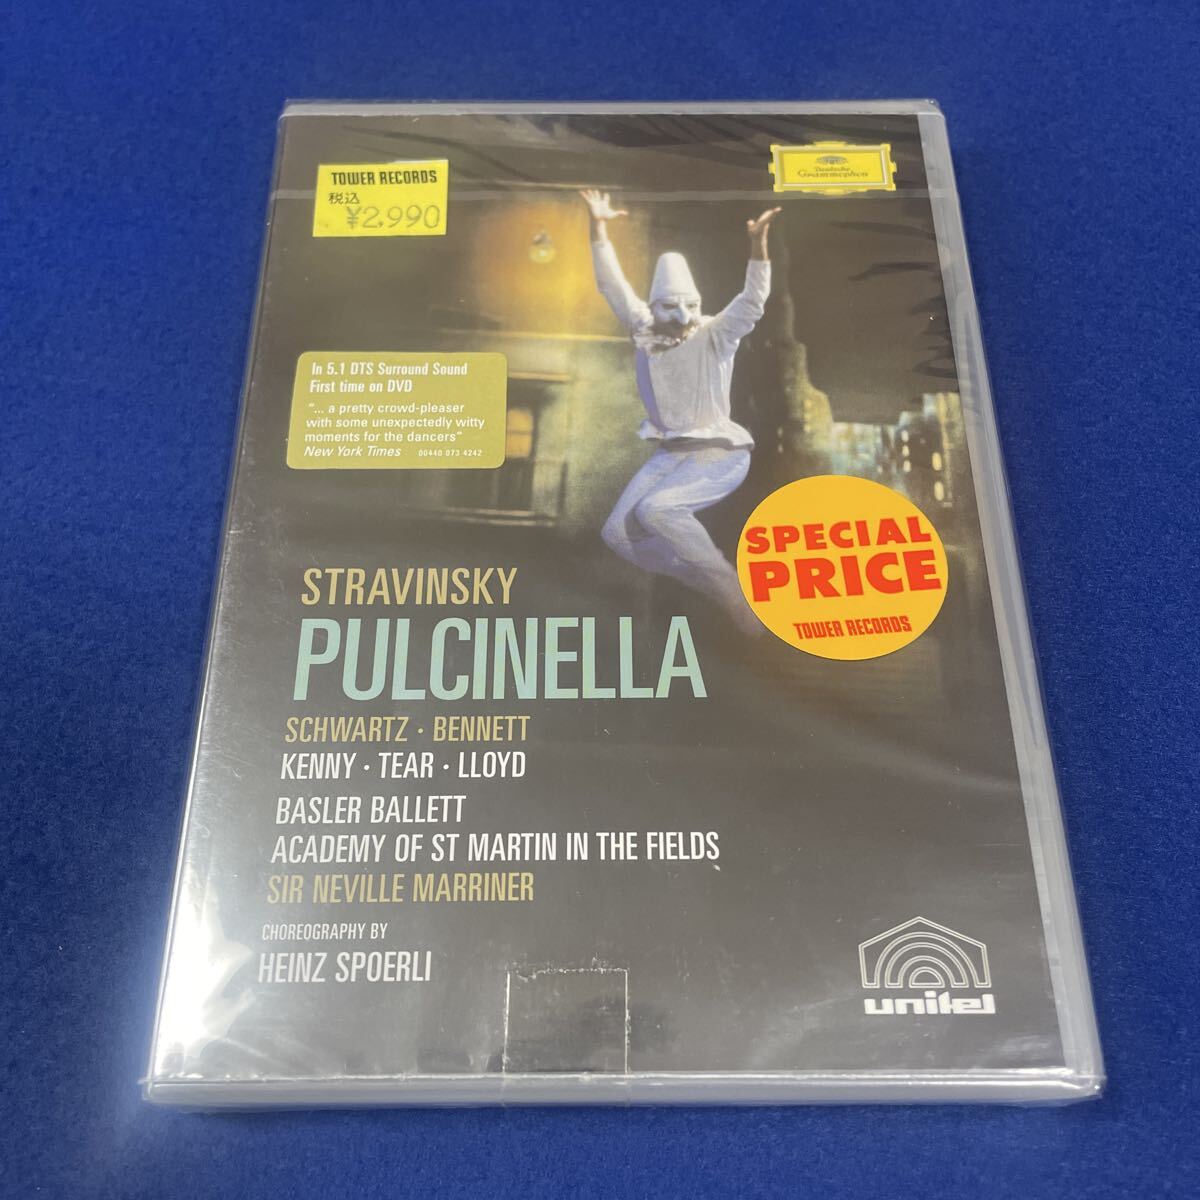 TOWER RECORDS
税込
¥2,990
Deutsche
Grammophon
In 5.1 DTS Surround Sound
First time on DVD
"... a pretty crowd-pleaser
with some unexpectedly witty
moments for the dancers"
New York Times 00440 073 4242
SPECIAL
PRICE
TOWER RECORDS
STRAVINSKY
PULCINELLA
SCHWARTZ · BENNETT
KENNY · TEAR · LLOYD
BASLER BALLETT
ACADEMY OF ST MARTIN IN THE FIELDS
SIR NEVILLE MARRINER
CHOREOGRAPHY BY
HEINZ SPOERLI
unitel